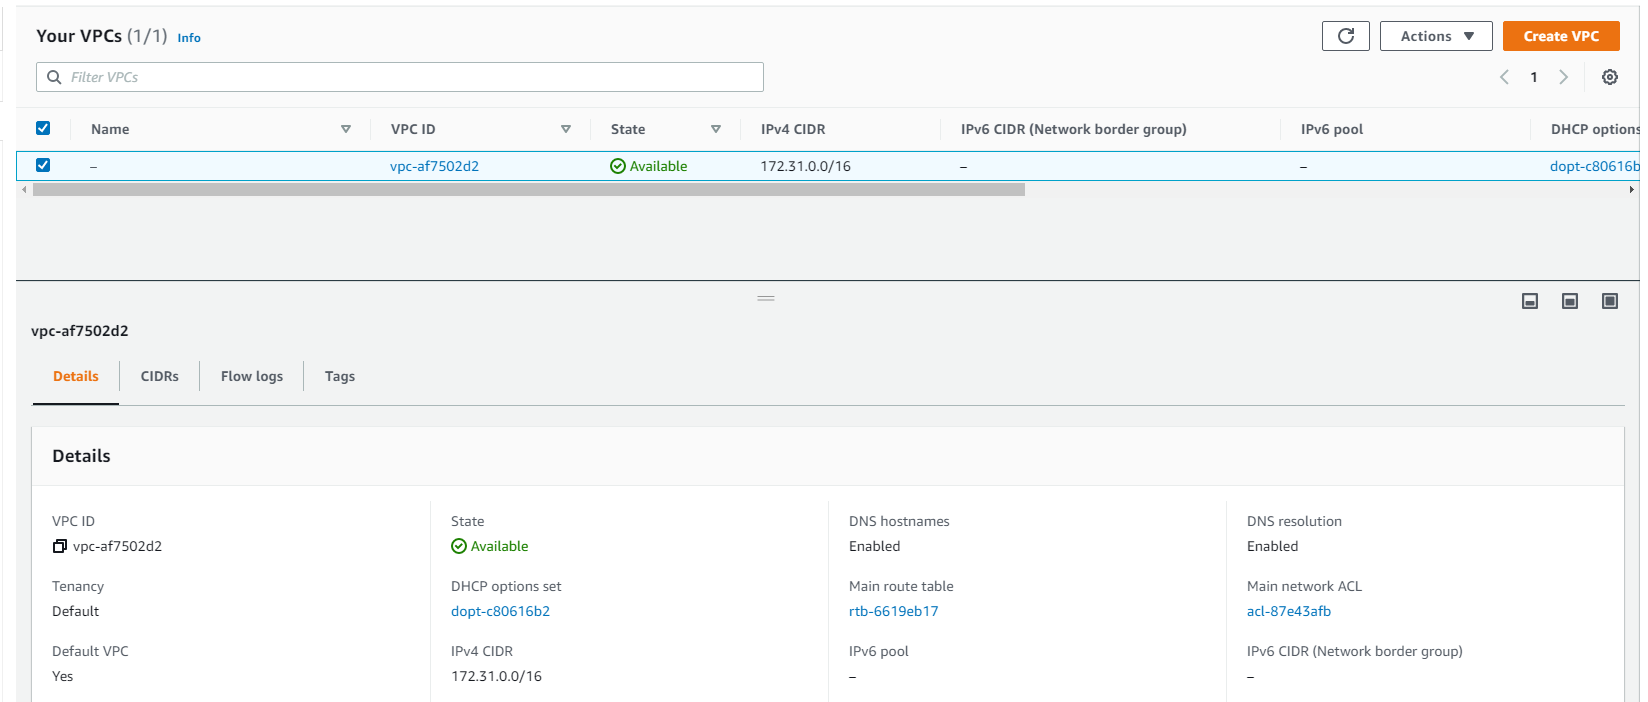 Your VPCs (1/1) Info
Actions
Create VPC
Filter VPCs
1
Name VPC ID State IPv4 CIDR IPv6 CIDR (Network border group) IPv6 pool DHCP options
– vpc-af7502d2 Available 172.31.0.0/16 – – dopt-c80616b
vpc-af7502d2
Details CIDRs Flow logs Tags
Details
VPC ID State DNS hostnames DNS resolution
vpc-af7502d2 Available Enabled Enabled
Tenancy DHCP options set Main route table Main network ACL
Default dopt-c80616b2 rtb-6619eb17 acl-87e43afb
Default VPC IPv4 CIDR IPv6 pool IPv6 CIDR (Network border group)
Yes 172.31.0.0/16 – –